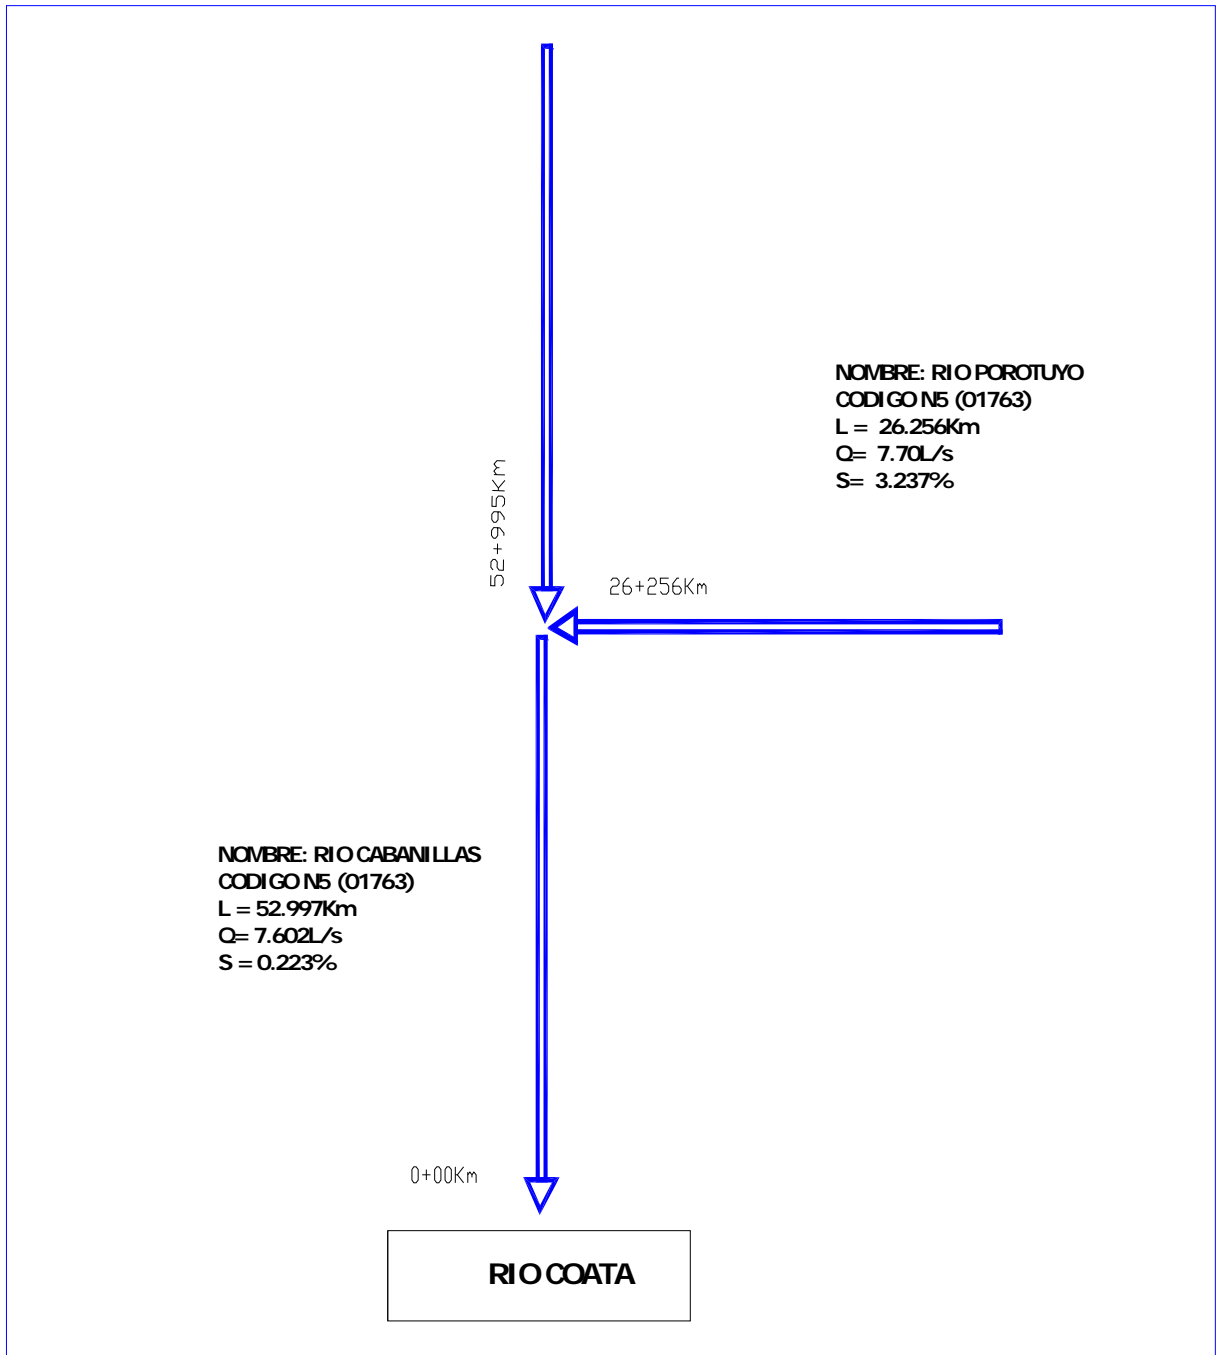 NOMBRE: RIO POROTUYO
CODIGO N5 (01763)
L = 26.256Km
Q= 7.70L/s
S= 3.237%
52+995Km
26+256Km
NOMBRE: RIO CABANILLAS
CODIGO N5 (01763)
L = 52.997Km
Q= 7.602L/s
S = 0.223%
0+00Km
RIO COATA